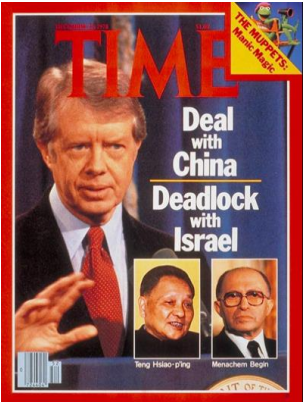 THE MUPPETS:
Manic Magic
TIME
Deal
with
China
Deadlock
with
Israel
Teng Hsiao-p'ing
Menachem Begin